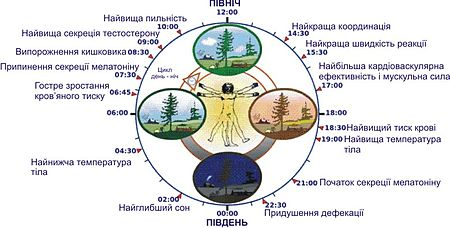 ПІВНІЧ
12:00
Найвища пильність
10:00
Найвища секреція тестостерону
09:00
Випорожнення кишковика
08:30
Припинення секреції мелатоніну
07:30
Гостре зростання
кров'яного тиску
06:45
06:00
04:30
Найнижча температура
тіла
02:00
Найглибший сон
Цикл
день - ніч
Найкраща координація
14:30
Найкраща швидкість реакції
15:30
Найбільша кардіоваскулярна
ефективність і мускульна сила
17:00
18:00
18:30
Найвищий тиск крові
19:00
Найвища температура
тіла
21:00
Початок секреції мелатоніну
22:30
Придушення дефекації
00:00
ПІВДЕНЬ